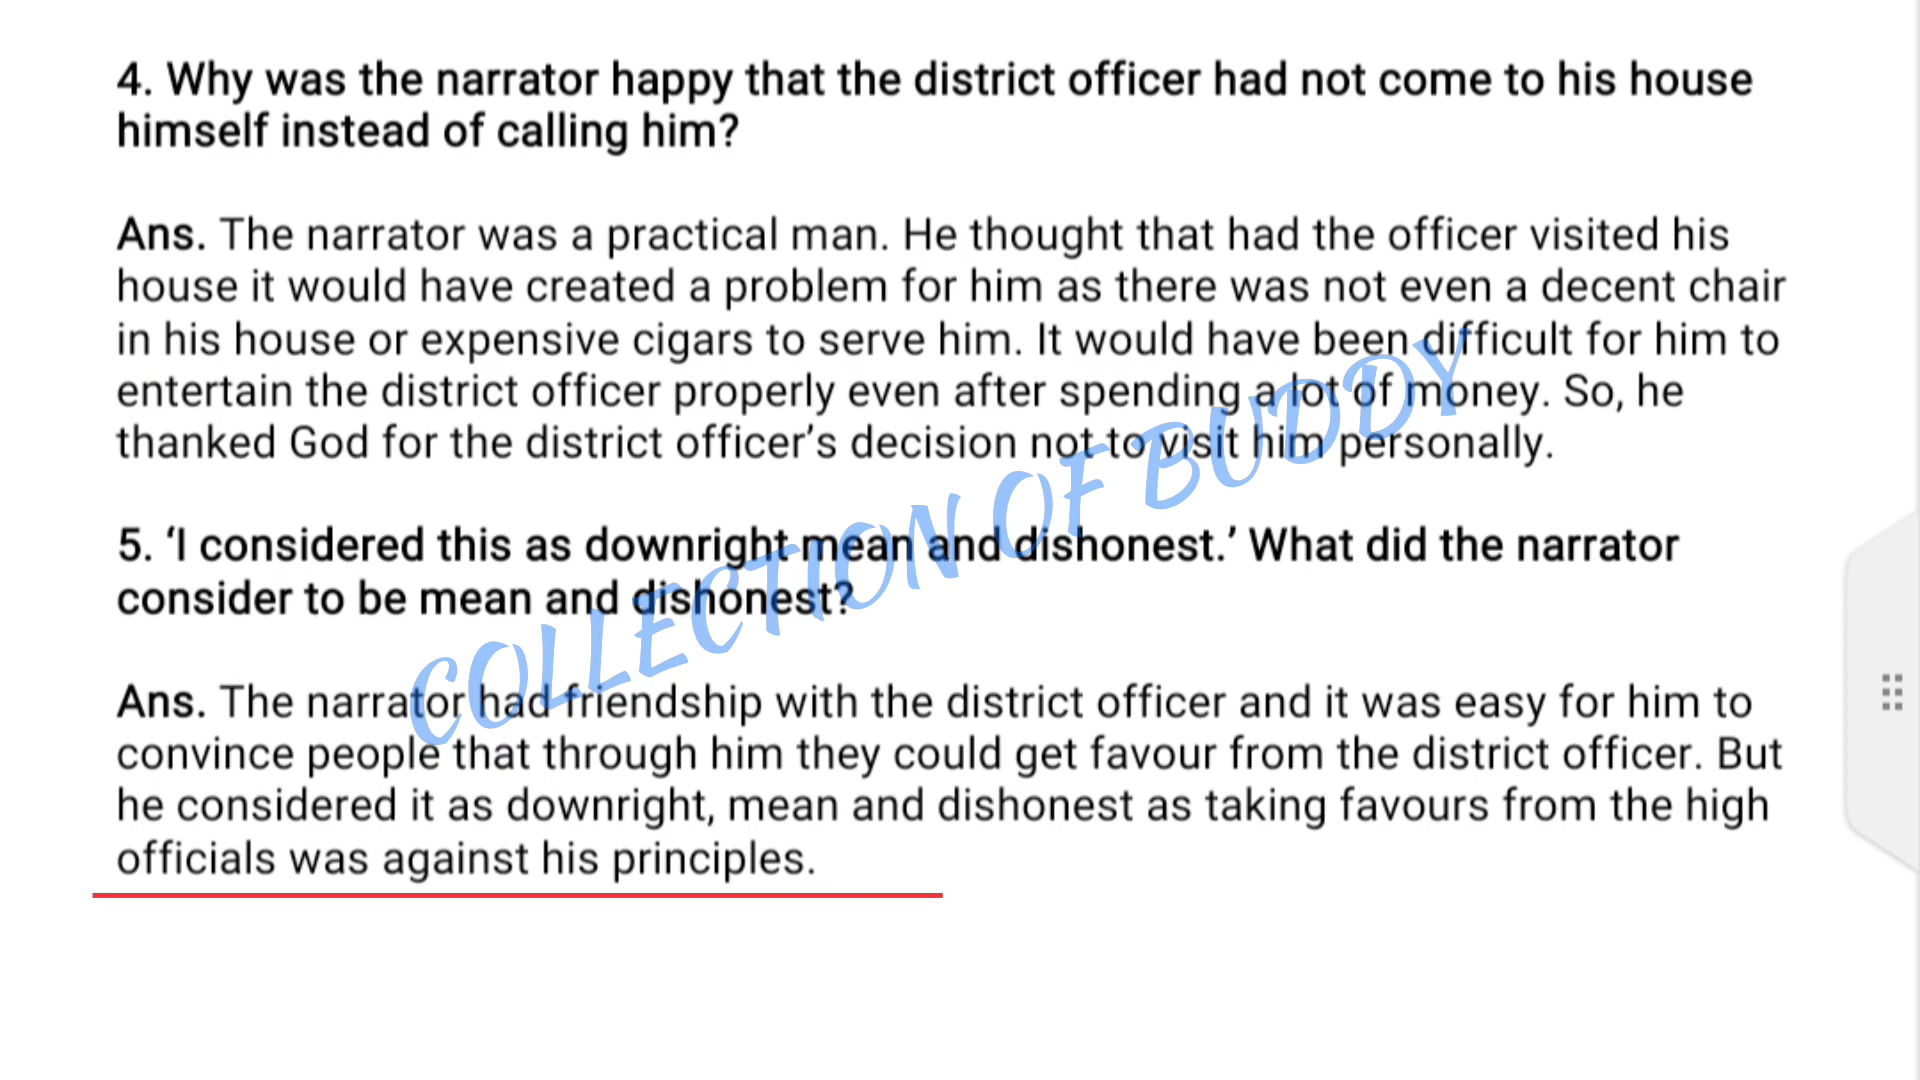 4. Why was the narrator happy that the district officer had not come to his house
himself instead of calling him?
Ans. The narrator was a practical man. He thought that had the officer visited his
house it would have created a problem for him as there was not even a decent chair
in his house or expensive cigars to serve him. It would have been difficult for him to
entertain the district officer properly even after spending a lot of money. So, he
thanked God for the district officer’s decision not to visit him personally.
5. ‘I considered this as downright mean and dishonest.’ What did the narrator
consider to be mean and dishonest?
Ans. The narrator had friendship with the district officer and it was easy for him to
convince people that through him they could get favour from the district officer. But
he considered it as downright, mean and dishonest as taking favours from the high
officials was against his principles.
COLLECTION OF BUDDY